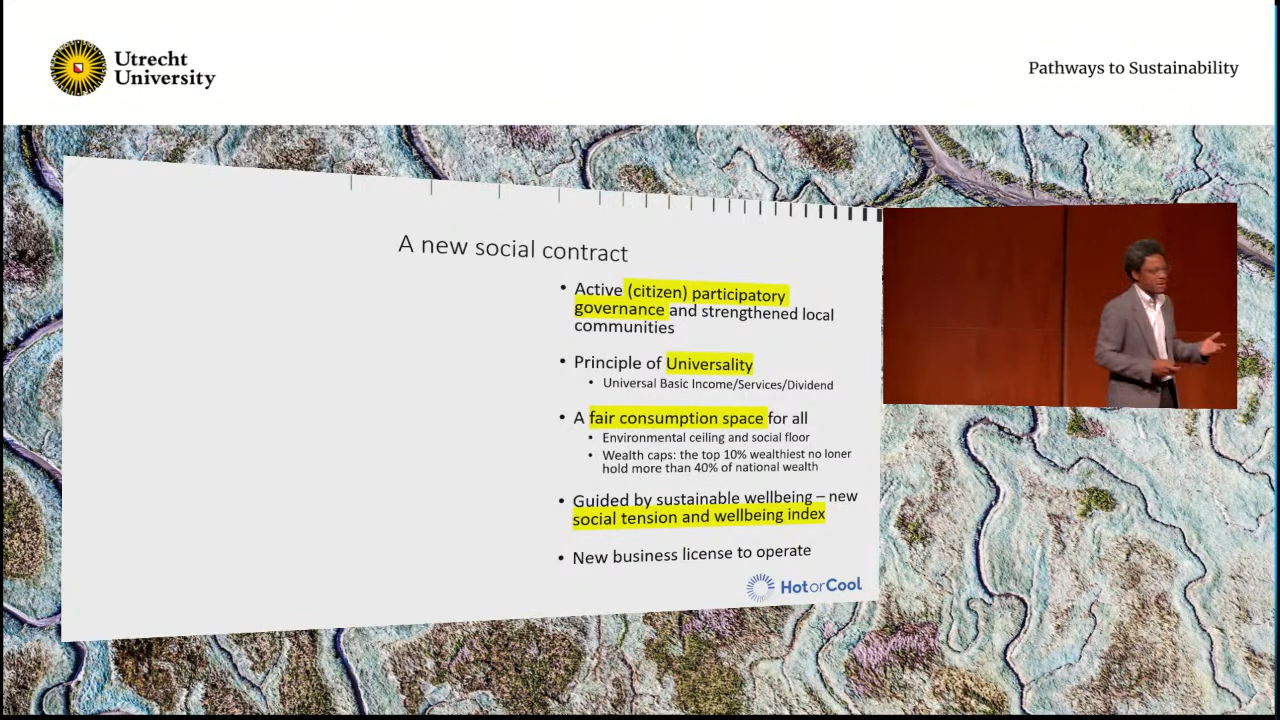 Utrecht
University
Pathways to Sustainability
A new social contract
• Active (citizen) participatory
governance and strengthened local
communities
• Principle of Universality
• Universal Basic Income/Services/Dividend
• A fair consumption space for all
• Environmental ceiling and social floor
• Wealth caps: the top 10% wealthiest no loner
hold more than 40% of national wealth
• Guided by sustainable wellbeing – new
social tension and wellbeing index
• New business license to operate
HotorCool